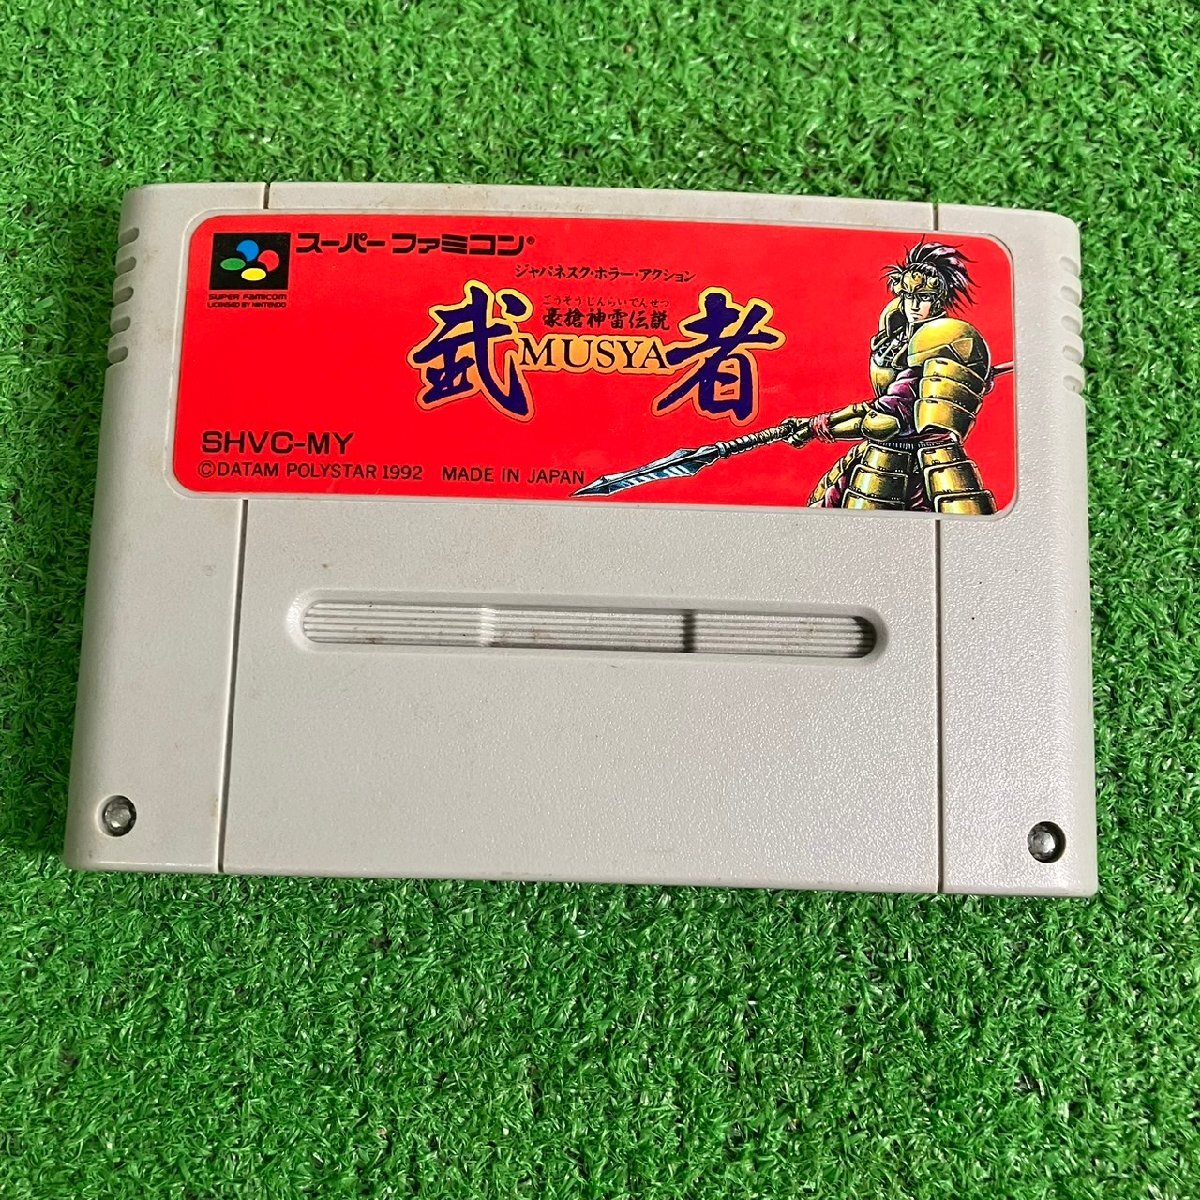 スーパーファミコン®
SUPER FAMICOM
LICENSED BY NINTENDO
ジャパネスク・ホラー・アクション
ごうそうじんらいでんせつ
豪槍神雷伝説
武 MUSYA 者
SHVC-MY
©DATAM POLYSTAR 1992 MADE IN JAPAN